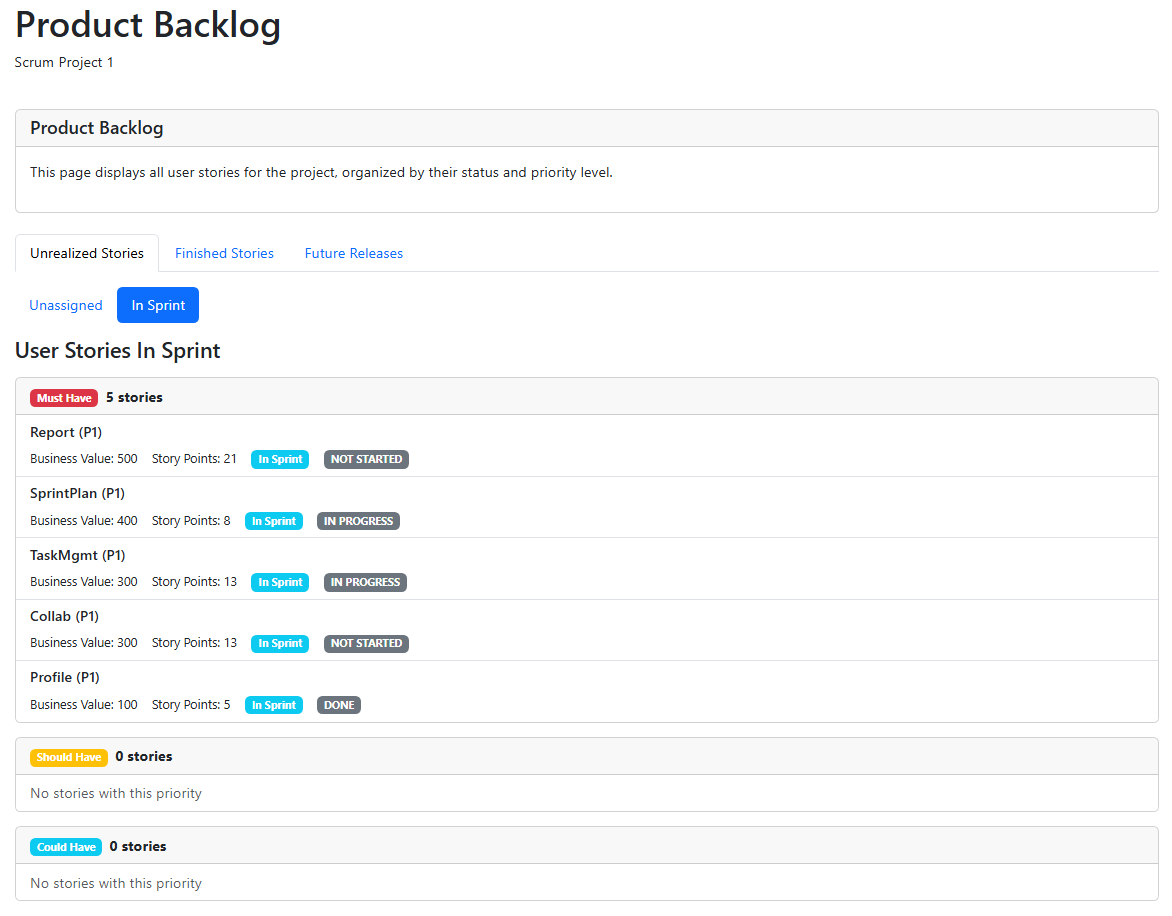 Product Backlog
Scrum Project 1
Product Backlog
This page displays all user stories for the project, organized by their status and priority level.
Unrealized Stories Finished Stories Future Releases
Unassigned In Sprint
User Stories In Sprint
Must Have 5 stories
Report (P1)
Business Value: 500 Story Points: 21 In Sprint NOT STARTED
SprintPlan (P1)
Business Value: 400 Story Points: 8 In Sprint IN PROGRESS
TaskMgmt (P1)
Business Value: 300 Story Points: 13 In Sprint IN PROGRESS
Collab (P1)
Business Value: 300 Story Points: 13 In Sprint NOT STARTED
Profile (P1)
Business Value: 100 Story Points: 5 In Sprint DONE
Should Have 0 stories
No stories with this priority
Could Have 0 stories
No stories with this priority